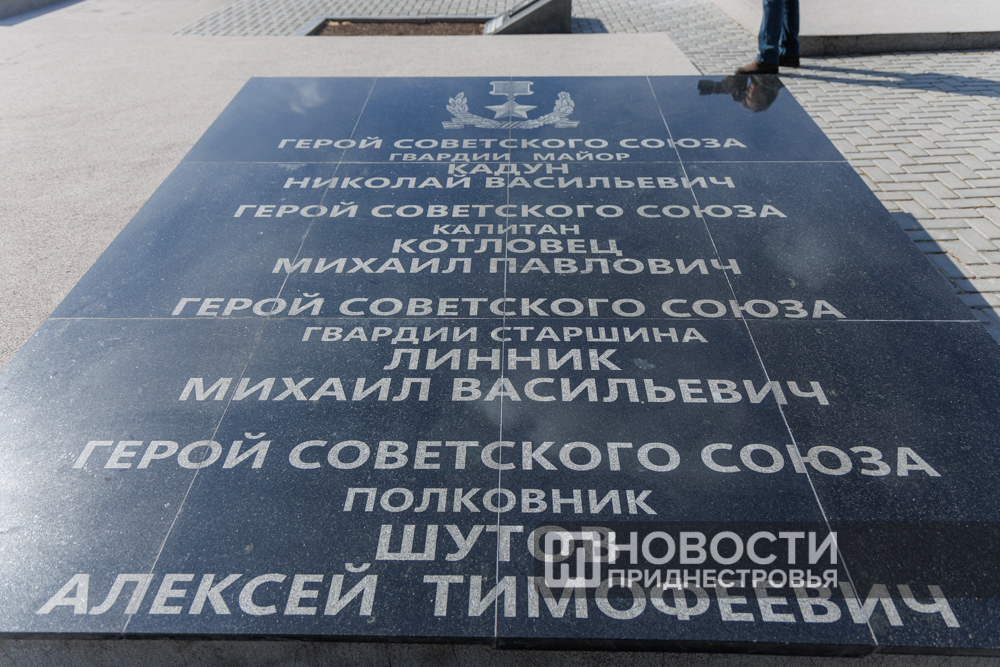 ГЕРОЙ СОВЕТСКОГО СОЮЗА
ГВАРДИИ МАЙОР
КАДУН
НИКОЛАЙ ВАСИЛЬЕВИЧ
ГЕРОЙ СОВЕТСКОГО СОЮЗА
КАПИТАН
КОТЛОВЕЦ
МИХАИЛ ПАВЛОВИЧ
ГЕРОЙ СОВЕТСКОГО СОЮЗА
ГВАРДИИ СТАРШИНА
ЛИННИК
МИХАИЛ ВАСИЛЬЕВИЧ
ГЕРОЙ СОВЕТСКОГО СОЮЗА
ПОЛКОВНИК
ШУТОВ
АЛЕКСЕЙ ТИМОФЕЕВИЧ
НОВОСТИ
ПРИДНЕСТРОВЬЯ